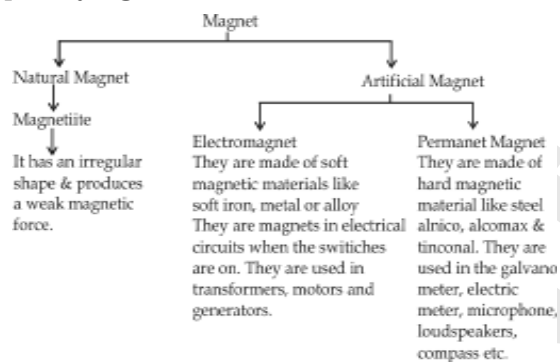 Magnet
Natural Magnet
Artificial Magnet
Magnetiite
It has an irregular
shape & produces
a weak magnetic
force.
Electromagnet
They are made of soft
magnetic materials like
soft iron, metal or alloy
They are magnets in electrical
circuits when the switiches
are on. They are used in
transformers, motors and
generators.
Permanet Magnet
They are made of
hard magnetic
material like steel
alnico, alcomax &
tinconal. They are
used in the galvano
meter, electric
meter, microphone,
loudspeakers,
compass etc.